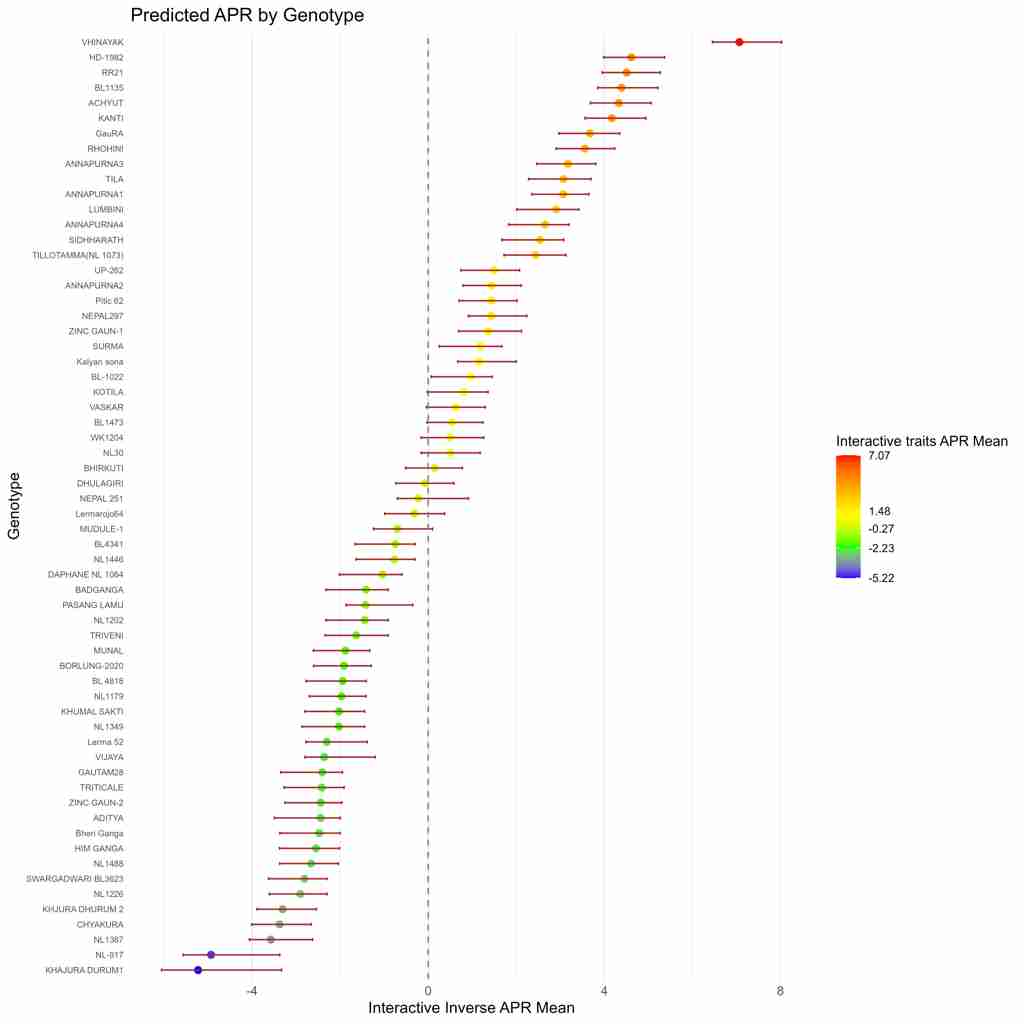 Predicted APR by Genotype
VHINAYAK
HD-1982
RR21
BL1135
ACHYUT
KANTI
GauRA
RHOHINI
ANNAPURNA3
TILA
ANNAPURNA1
LUMBINI
ANNAPURNA4
SIDHHARATH
TILLOTAMMA(NL 1073)
UP-262
ANNAPURNA2
Pitic 62
NEPAL297
ZINC GAUN-1
SURMA
Kalyan sona
BL-1022
KOTILA
VASKAR
BL1473
WK1204
NL30
BHIRKUTI
DHULAGIRI
NEPAL 251
Lermarojo64
MUDULE-1
BL4341
NL1446
DAPHANE NL 1064
BADGANGA
PASANG LAMU
NL1202
TRIVENI
MUNAL
BORLUNG-2020
BL 4818
NL1179
KHUMAL SAKTI
NL1349
Lerma 52
VIJAYA
GAUTAM28
TRITICALE
ZINC GAUN-2
ADITYA
Bheri Ganga
HIM GANGA
NL1488
SWARGADWARI BL3623
NL1226
KHJURA DHURUM 2
CHYAKURA
NL1387
NL-917
KHAJURA DURUM1
Genotype
-4 0 4 8
Interactive Inverse APR Mean
Interactive traits APR Mean
7.07
1.48
-0.27
-2.23
-5.22